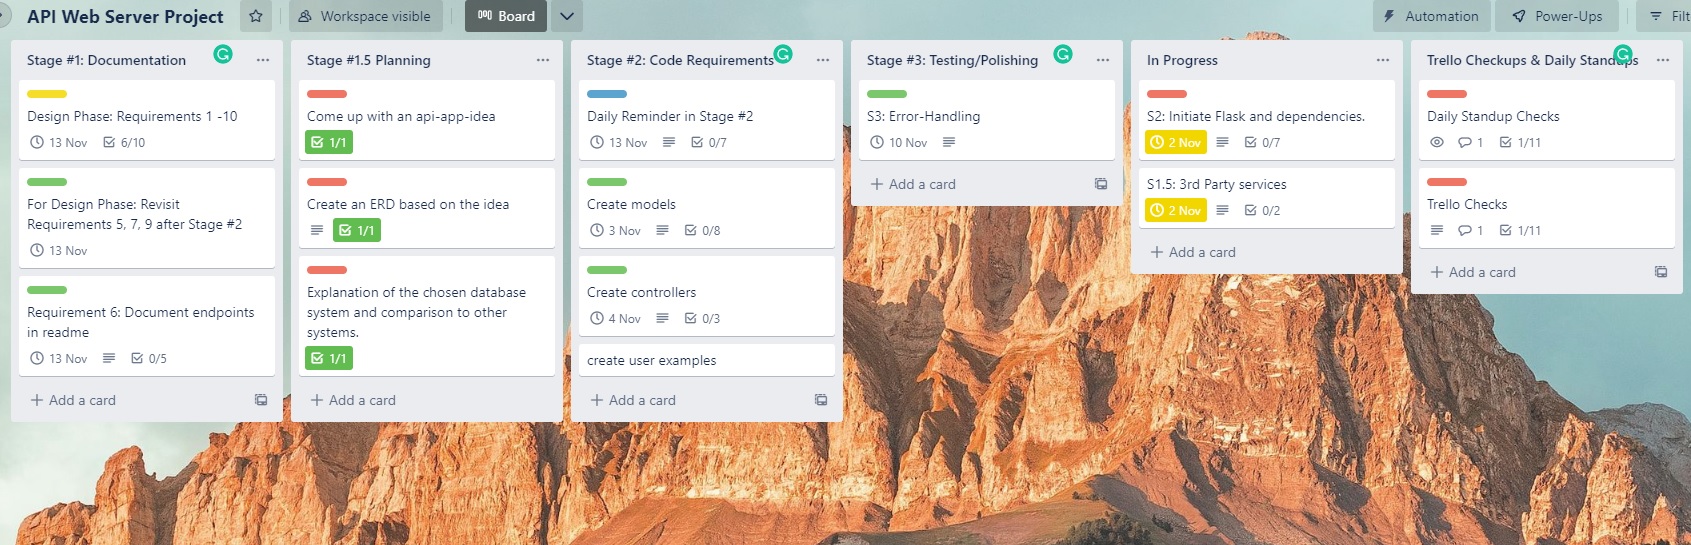 API Web Server Project
Workspace visible
Board
Automation
Power-Ups
Stage #1: Documentation
Design Phase: Requirements 1 -10
13 Nov
6/10
For Design Phase: Revisit
Requirements 5, 7, 9 after Stage #2
13 Nov
Requirement 6: Document endpoints
in readme
13 Nov
0/5
Add a card
Stage #1.5 Planning
Come up with an api-app-idea
1/1
Create an ERD based on the idea
1/1
Explanation of the chosen database
system and comparison to other
systems.
1/1
Add a card
Stage #2: Code Requirements
Daily Reminder in Stage #2
13 Nov
0/7
Create models
3 Nov
0/8
Create controllers
4 Nov
0/3
create user examples
Add a card
Stage #3: Testing/Polishing
S3: Error-Handling
10 Nov
Add a card
In Progress
S2: Initiate Flask and dependencies.
2 Nov
0/7
S1.5: 3rd Party services
2 Nov
0/2
Add a card
Trello Checkups & Daily Standups
Daily Standup Checks
1
1/11
Trello Checks
1
1/11
Add a card